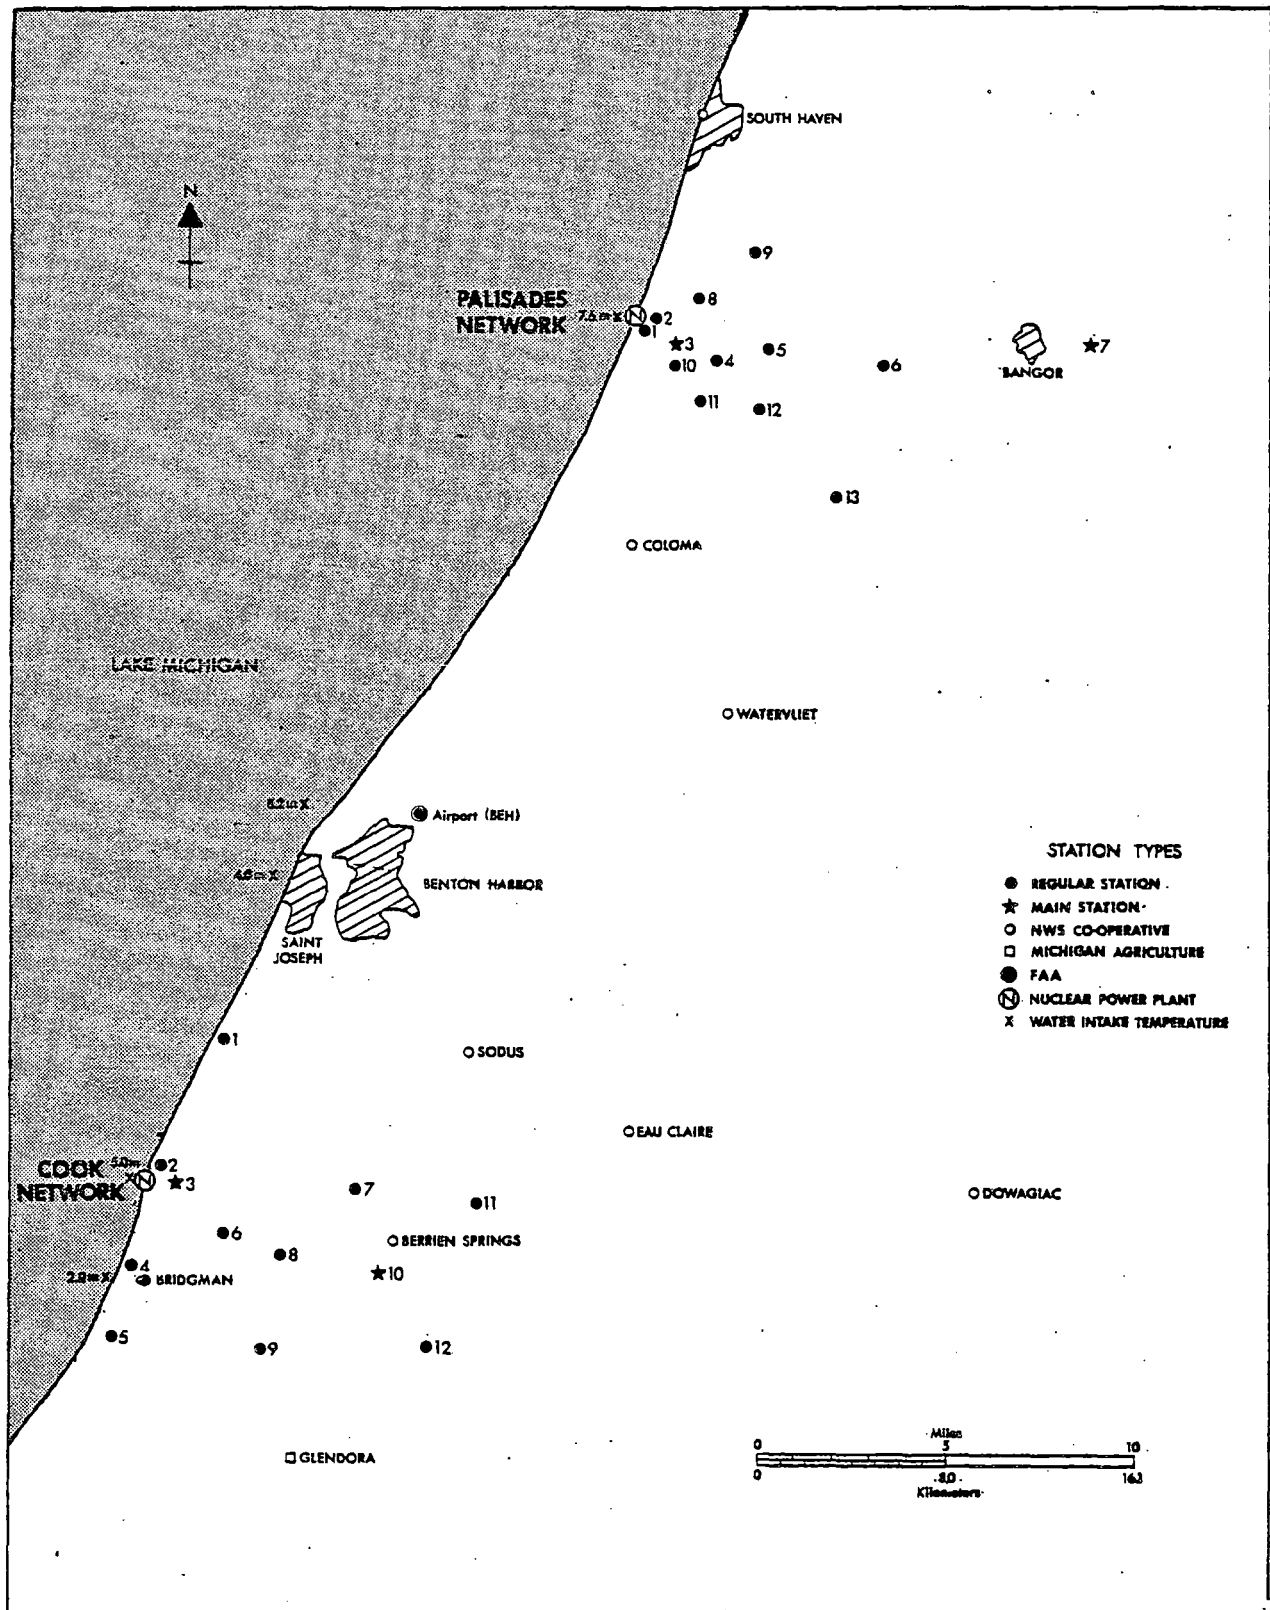 SOUTH HAVEN
N
9
8
PALISADES
NETWORK
7.6 m X
N
2
1
3
4
5
6
7
10
BANGOR
11
12
13
COLOMA
LAKE MICHIGAN
WATERVLIET
Airport (BEH)
BENTON HARBOR
SAINT
JOSEPH
STATION TYPES
REGULAR STATION
MAIN STATION
NWS CO-OPERATIVE
MICHIGAN AGRICULTURE
FAA
N NUCLEAR POWER PLANT
X WATER INTAKE TEMPERATURE
1
SODUS
EAU CLAIRE
COOK
NETWORK
5.0m
X
N
2
3
7
11
DOWAGIAC
6
8
BERRIEN SPRINGS
4
10
BRIDGMAN
5
9
12
GLENDORA
Miles
0 5 10
0 8.0
Kilometers